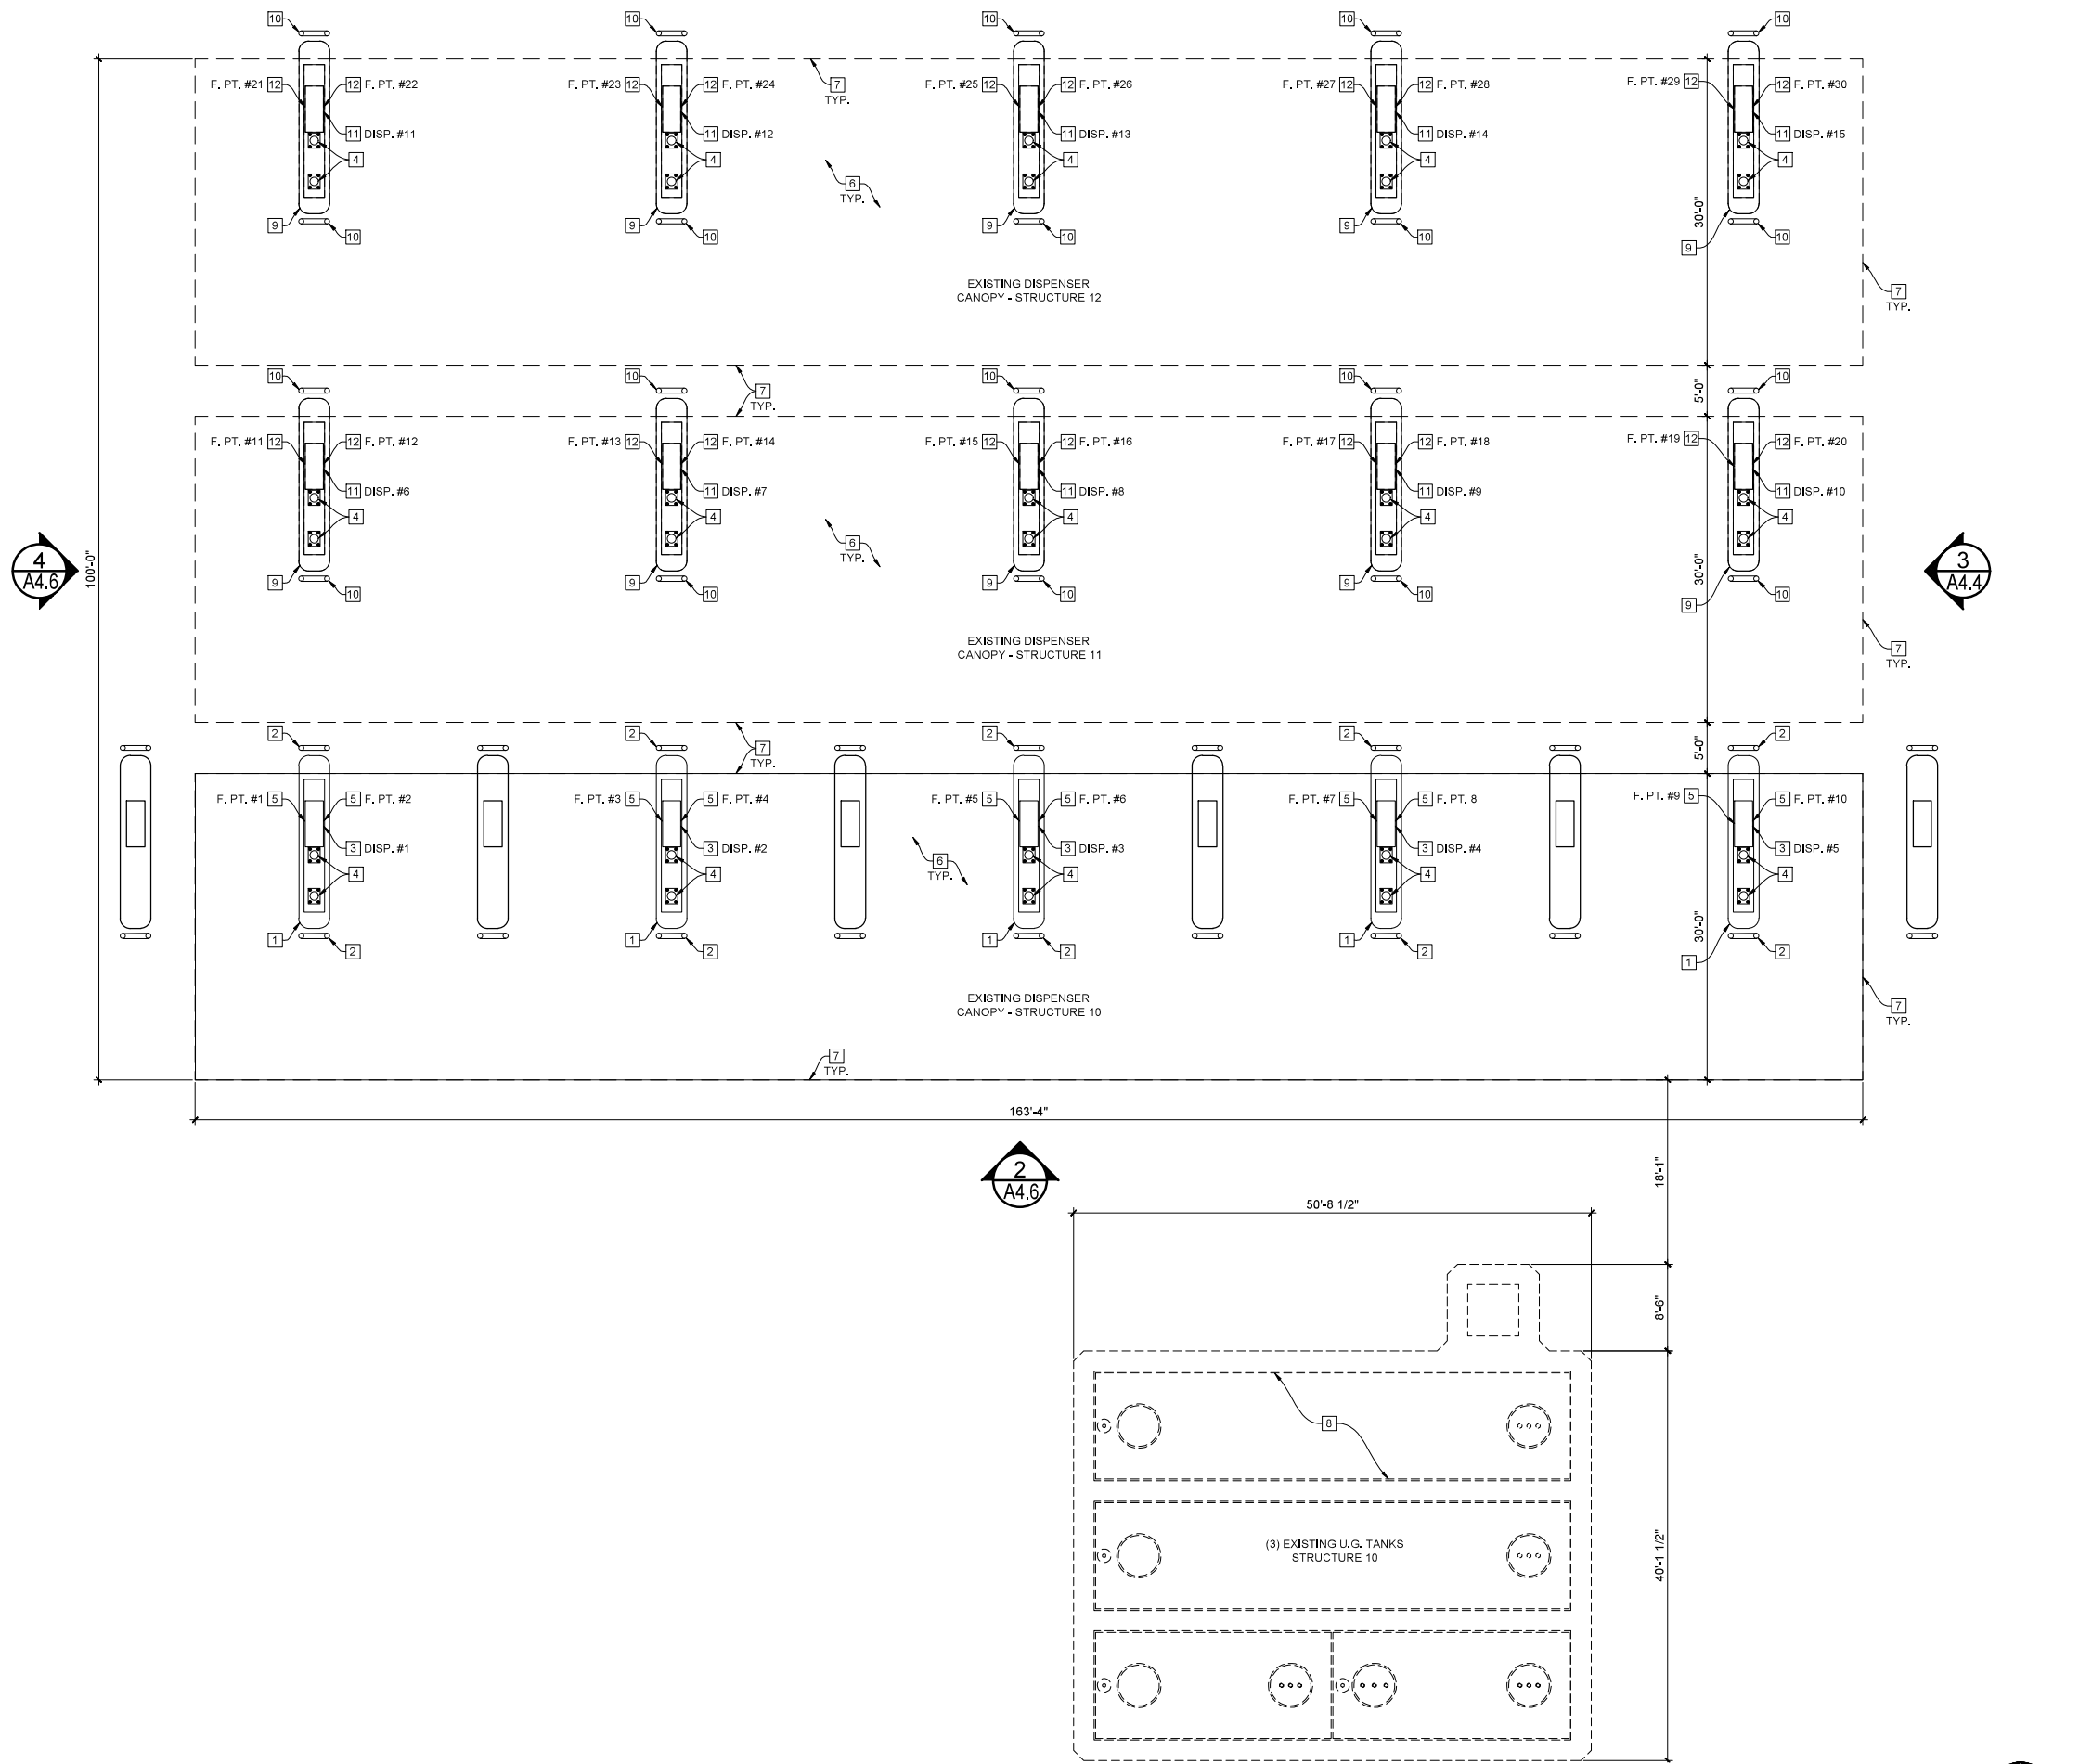 10 10 10 10 10 10
F. PT. #21 12 12 F. PT. #22 F. PT. #23 12 12 F. PT. #24 7 F. PT. #25 12 12 F. PT. #26 F. PT. #27 12 12 F. PT. #28 F. PT. #29 12 12 F. PT. #30
TYP.
11 DISP. #11 11 DISP. #12 11 DISP. #13 11 DISP. #14 11 DISP. #15
4 4 4 4 4
6
TYP.
30'-0"
9 9 9 9 9
10 10 10 10 10
EXISTING DISPENSER
CANOPY - STRUCTURE 12
7
TYP.
10 10 10 10 10
7
TYP.
5'-0"
F. PT. #11 12 12 F. PT. #12 F. PT. #13 12 12 F. PT. #14 F. PT. #15 12 12 F. PT. #16 F. PT. #17 12 12 F. PT. #18 F. PT. #19 12 12 F. PT. #20
11 DISP. #6 11 DISP. #7 11 DISP. #8 11 DISP. #9 11 DISP. #10
4 4 4 4 4
6
TYP.
4
A4.6
100'-0"
30'-0"
3
A4.4
9 9 9 9 9
10 10 10 10 10
EXISTING DISPENSER
CANOPY - STRUCTURE 11
7
TYP.
2 2 2 2 2
7
TYP.
5'-0"
F. PT. #1 5 5 F. PT. #2 F. PT. #3 5 5 F. PT. #4 F. PT. #5 5 5 F. PT. #6 F. PT. #7 5 5 F. PT. 8 F. PT. #9 5 5 F. PT. #10
3 DISP. #1 3 DISP. #2 3 DISP. #3 3 DISP. #4 3 DISP. #5
4 4 4 4 4
6
TYP.
30'-0"
1 1 1 1 1
2 2 2 2 2
EXISTING DISPENSER
CANOPY - STRUCTURE 10
7
TYP.
7
TYP.
163'-4"
2
A4.6
18'-1"
50'-8 1/2"
8'-6"
8
(3) EXISTING U.G. TANKS
STRUCTURE 10
40'-1 1/2"